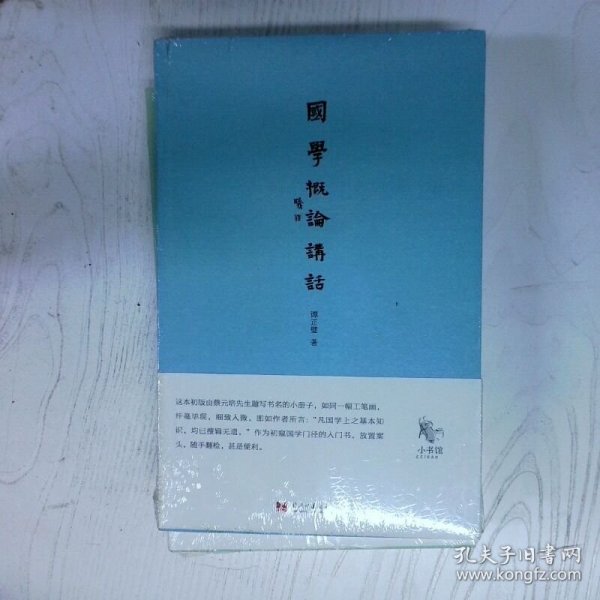 國學概論講話
谭正璧 著
这本初版由蔡元培先生题写书名的小册子，如同一幅工笔画，
纤毫毕现，细致入微，那如作者所言：“凡国学上之基本知
识，均已搜辑无遗。”作为初窥国学门径的入门书，放置案
头，随手翻检，甚是便利。
小书馆
孔夫子旧书网
www.kongfz.com